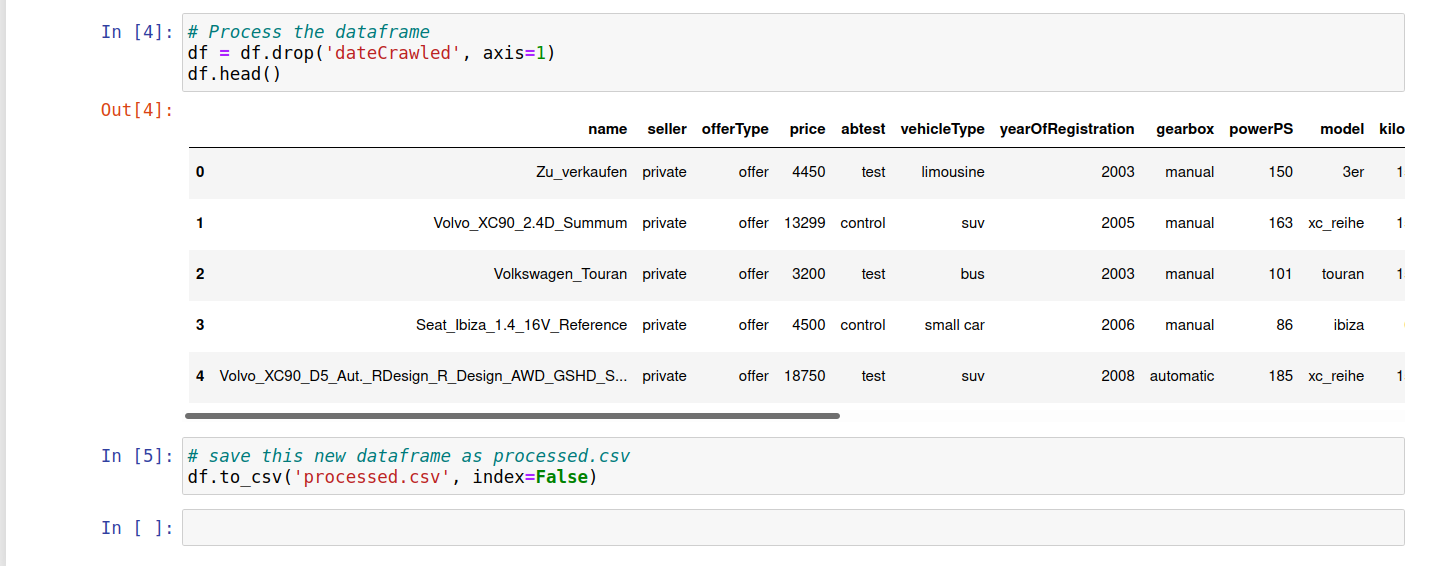 In [4]: # Process the dataframe
df = df.drop('dateCrawled', axis=1)
df.head()
Out[4]:
name seller offerType price abtest vehicleType yearOfRegistration gearbox powerPS model kilo
0 Zu_verkaufen private offer 4450 test limousine 2003 manual 150 3er 1
1 Volvo_XC90_2.4D_Summum private offer 13299 control suv 2005 manual 163 xc_reihe 1
2 Volkswagen_Touran private offer 3200 test bus 2003 manual 101 touran 1
3 Seat_Ibiza_1.4_16V_Reference private offer 4500 control small car 2006 manual 86 ibiza
4 Volvo_XC90_D5_Aut._RDesign_R_Design_AWD_GSHD_S... private offer 18750 test suv 2008 automatic 185 xc_reihe 1
In [5]: # save this new dataframe as processed.csv
df.to_csv('processed.csv', index=False)
In [ ]: